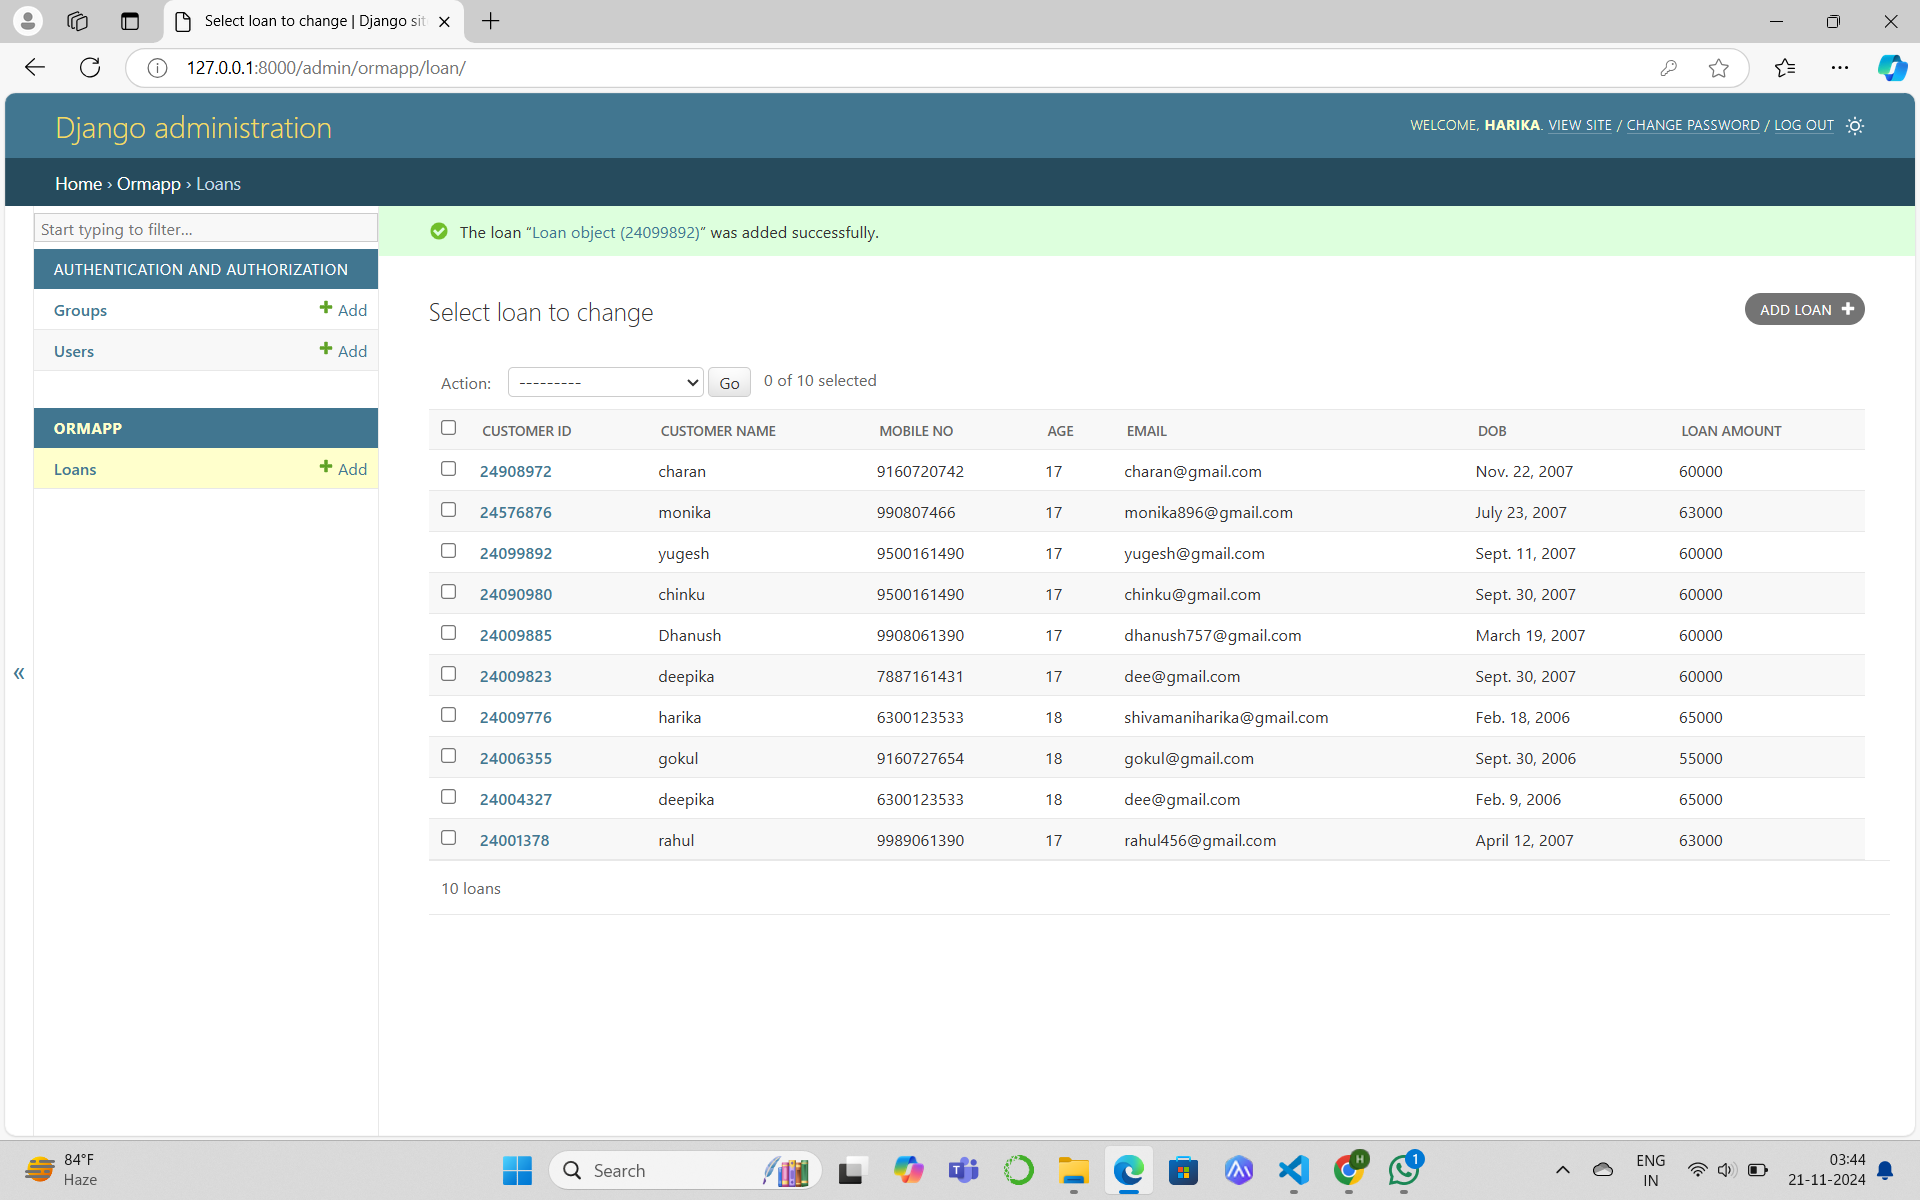 Select loan to change | Django sit
127.0.0.1:8000/admin/ormapp/loan/
Django administration
WELCOME, HARIKA. VIEW SITE / CHANGE PASSWORD / LOG OUT
Home › Ormapp › Loans
Start typing to filter...
The loan “Loan object (24099892)” was added successfully.
AUTHENTICATION AND AUTHORIZATION
Groups Add
Users Add
ORMAPP
Loans Add
Select loan to change
ADD LOAN
Action: --------- Go 0 of 10 selected
CUSTOMER ID CUSTOMER NAME MOBILE NO AGE EMAIL DOB LOAN AMOUNT
24908972 charan 9160720742 17 charan@gmail.com Nov. 22, 2007 60000
24576876 monika 990807466 17 monika896@gmail.com July 23, 2007 63000
24099892 yugesh 9500161490 17 yugesh@gmail.com Sept. 11, 2007 60000
24090980 chinku 9500161490 17 chinku@gmail.com Sept. 30, 2007 60000
24009885 Dhanush 9908061390 17 dhanush757@gmail.com March 19, 2007 60000
24009823 deepika 7887161431 17 dee@gmail.com Sept. 30, 2007 60000
24009776 harika 6300123533 18 shivamaniharika@gmail.com Feb. 18, 2006 65000
24006355 gokul 9160727654 18 gokul@gmail.com Sept. 30, 2006 55000
24004327 deepika 6300123533 18 dee@gmail.com Feb. 9, 2006 65000
24001378 rahul 9989061390 17 rahul456@gmail.com April 12, 2007 63000
10 loans
«
84°F
Haze
Search
H
1
ENG
IN
03:44
21-11-2024